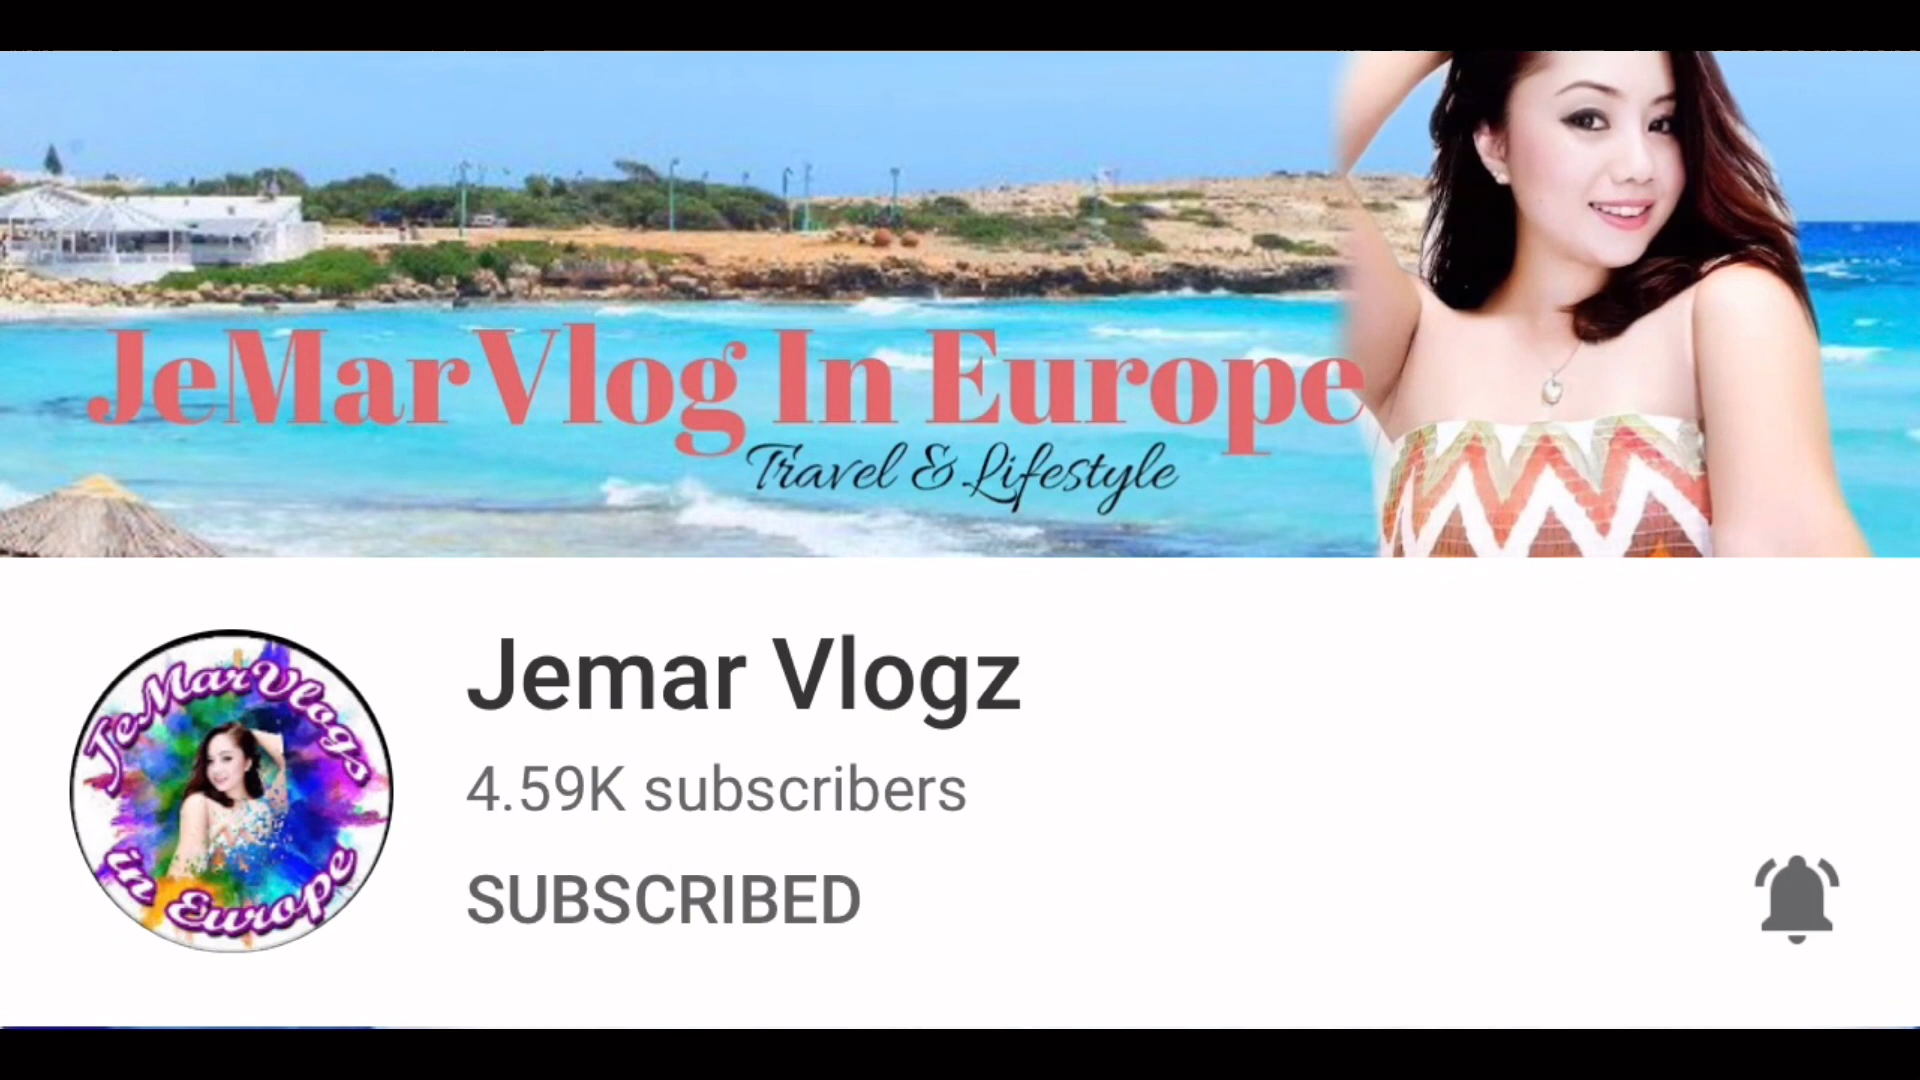 JeMarVlog In Europe
Travel & Lifestyle
JeMarVlogs
in Europe
Jemar Vlogz
4.59K subscribers
SUBSCRIBED